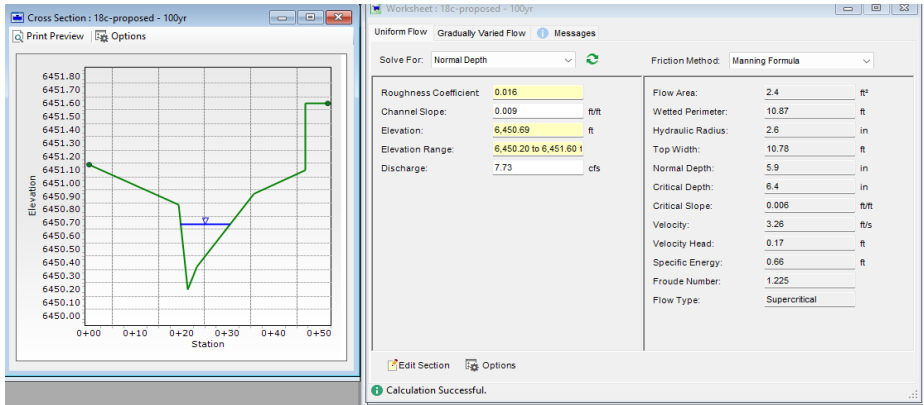 Cross Section : 18c-proposed - 100yr
Print Preview Options
6451.80
6451.70
6451.60
6451.50
6451.40
6451.30
6451.20
6451.10
6451.00
6450.90
6450.80
6450.70
6450.60
6450.50
6450.40
6450.30
6450.20
6450.10
6450.00
Elevation
0+00 0+10 0+20 0+30 0+40 0+50
Station
Worksheet : 18c-proposed - 100yr
Uniform Flow Gradually Varied Flow Messages
Solve For: Normal Depth
Friction Method: Manning Formula
Roughness Coefficient 0.016
Channel Slope: 0.009 ft/ft
Elevation: 6,450.69 ft
Elevation Range: 6,450.20 to 6,451.60 f
Discharge: 7.73 cfs
Flow Area: 2.4 ft²
Wetted Perimeter: 10.87 ft
Hydraulic Radius: 2.6 in
Top Width: 10.78 ft
Normal Depth: 5.9 in
Critical Depth: 6.4 in
Critical Slope: 0.006 ft/ft
Velocity: 3.26 ft/s
Velocity Head: 0.17 ft
Specific Energy: 0.66 ft
Froude Number: 1.225
Flow Type: Supercritical
Edit Section Options
Calculation Successful.